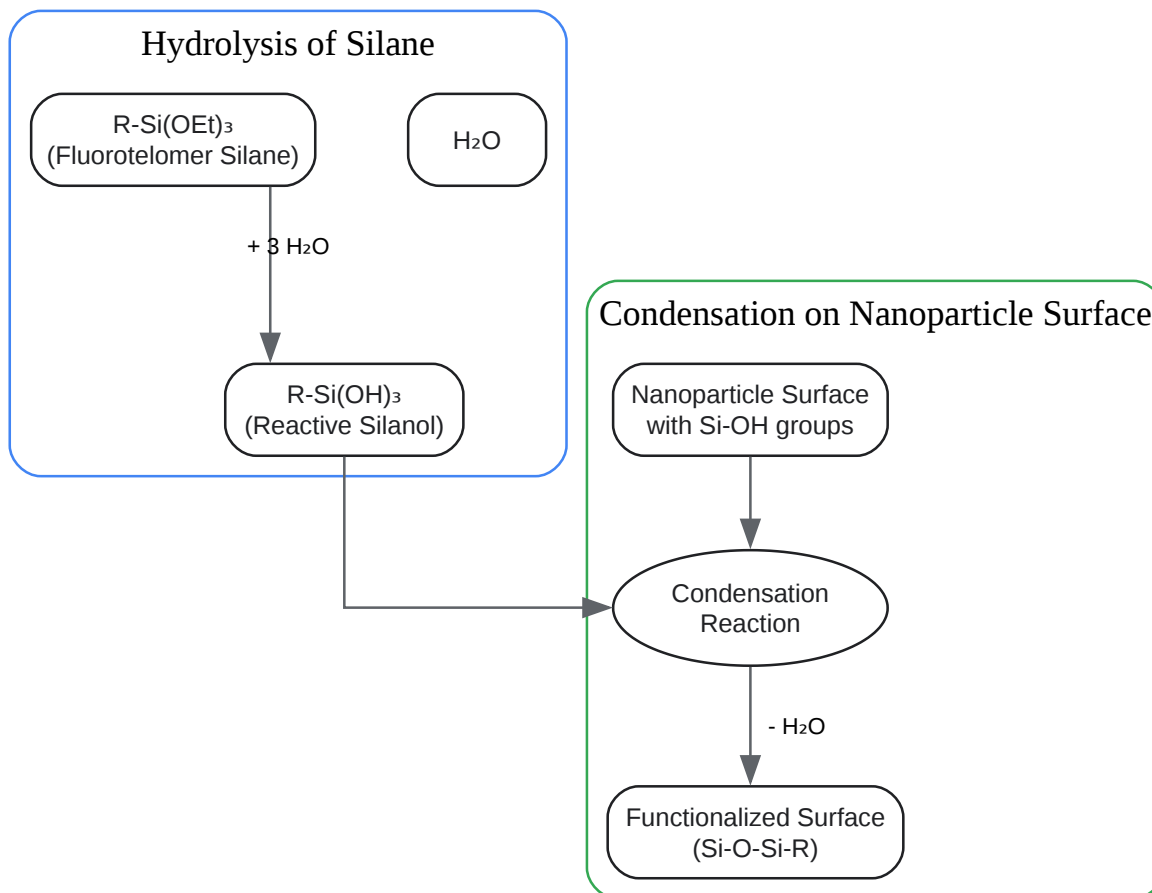 Hydrolysis of Silane
R-Si(OEt)₃
(Fluorotelomer Silane)
H₂O
+ 3 H₂O
R-Si(OH)₃
(Reactive Silanol)
Condensation on Nanoparticle Surface
Nanoparticle Surface
with Si-OH groups
Condensation
Reaction
- H₂O
Functionalized Surface
(Si-O-Si-R)